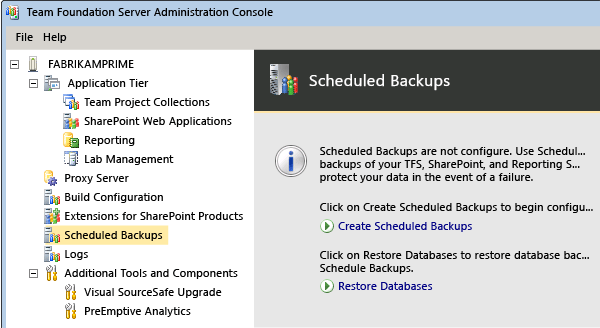 Team Foundation Server Administration Console
File Help
FABRIKAMPRIME
Application Tier
Team Project Collections
SharePoint Web Applications
Reporting
Lab Management
Proxy Server
Build Configuration
Extensions for SharePoint Products
Scheduled Backups
Logs
Additional Tools and Components
Visual SourceSafe Upgrade
PreEmptive Analytics
Scheduled Backups
Scheduled Backups are not configure. Use Schedul...
backups of your TFS, SharePoint, and Reporting S...
protect your data in the event of a failure.
Click on Create Scheduled Backups to begin configu...
Create Scheduled Backups
Click on Restore Databases to restore database bac...
Schedule Backups.
Restore Databases